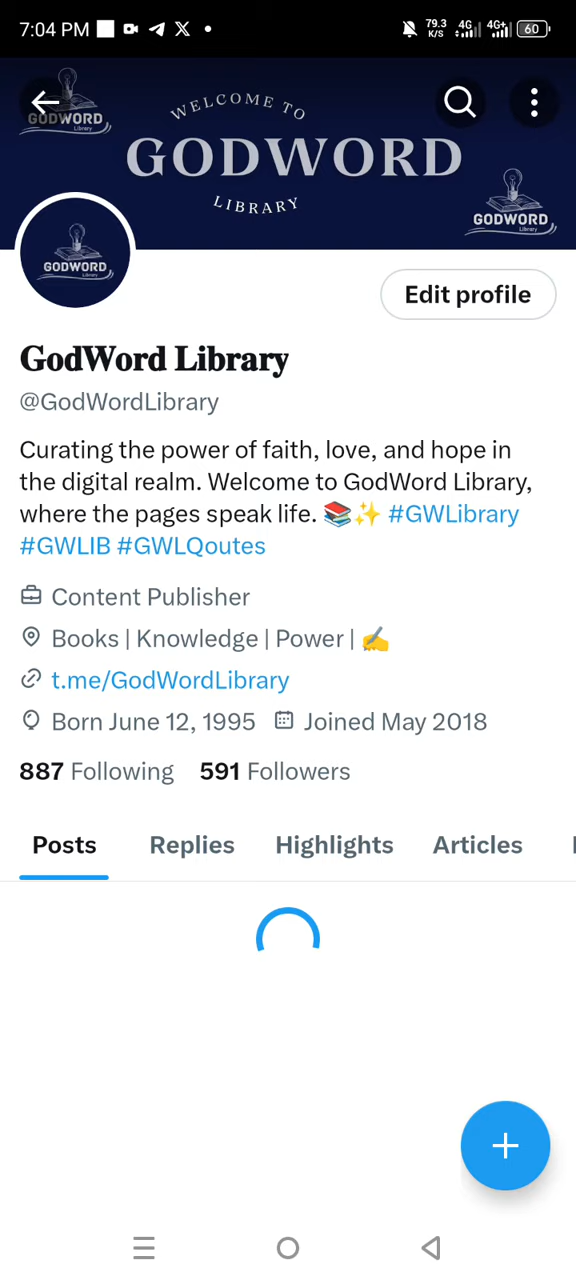 7:04 PM 79.3 K/S 4G 4G+ 60
GODWORD
Library
WELCOME TO
GODWORD
LIBRARY
GODWORD
Library
GODWORD
Library
Edit profile
GodWord Library
@GodWordLibrary
Curating the power of faith, love, and hope in
the digital realm. Welcome to GodWord Library,
where the pages speak life. 📚✨ #GWLibrary
#GWLIB #GWLQoutes
Content Publisher
Books | Knowledge | Power | ✍️
t.me/GodWordLibrary
Born June 12, 1995 Joined May 2018
887 Following 591 Followers
Posts Replies Highlights Articles